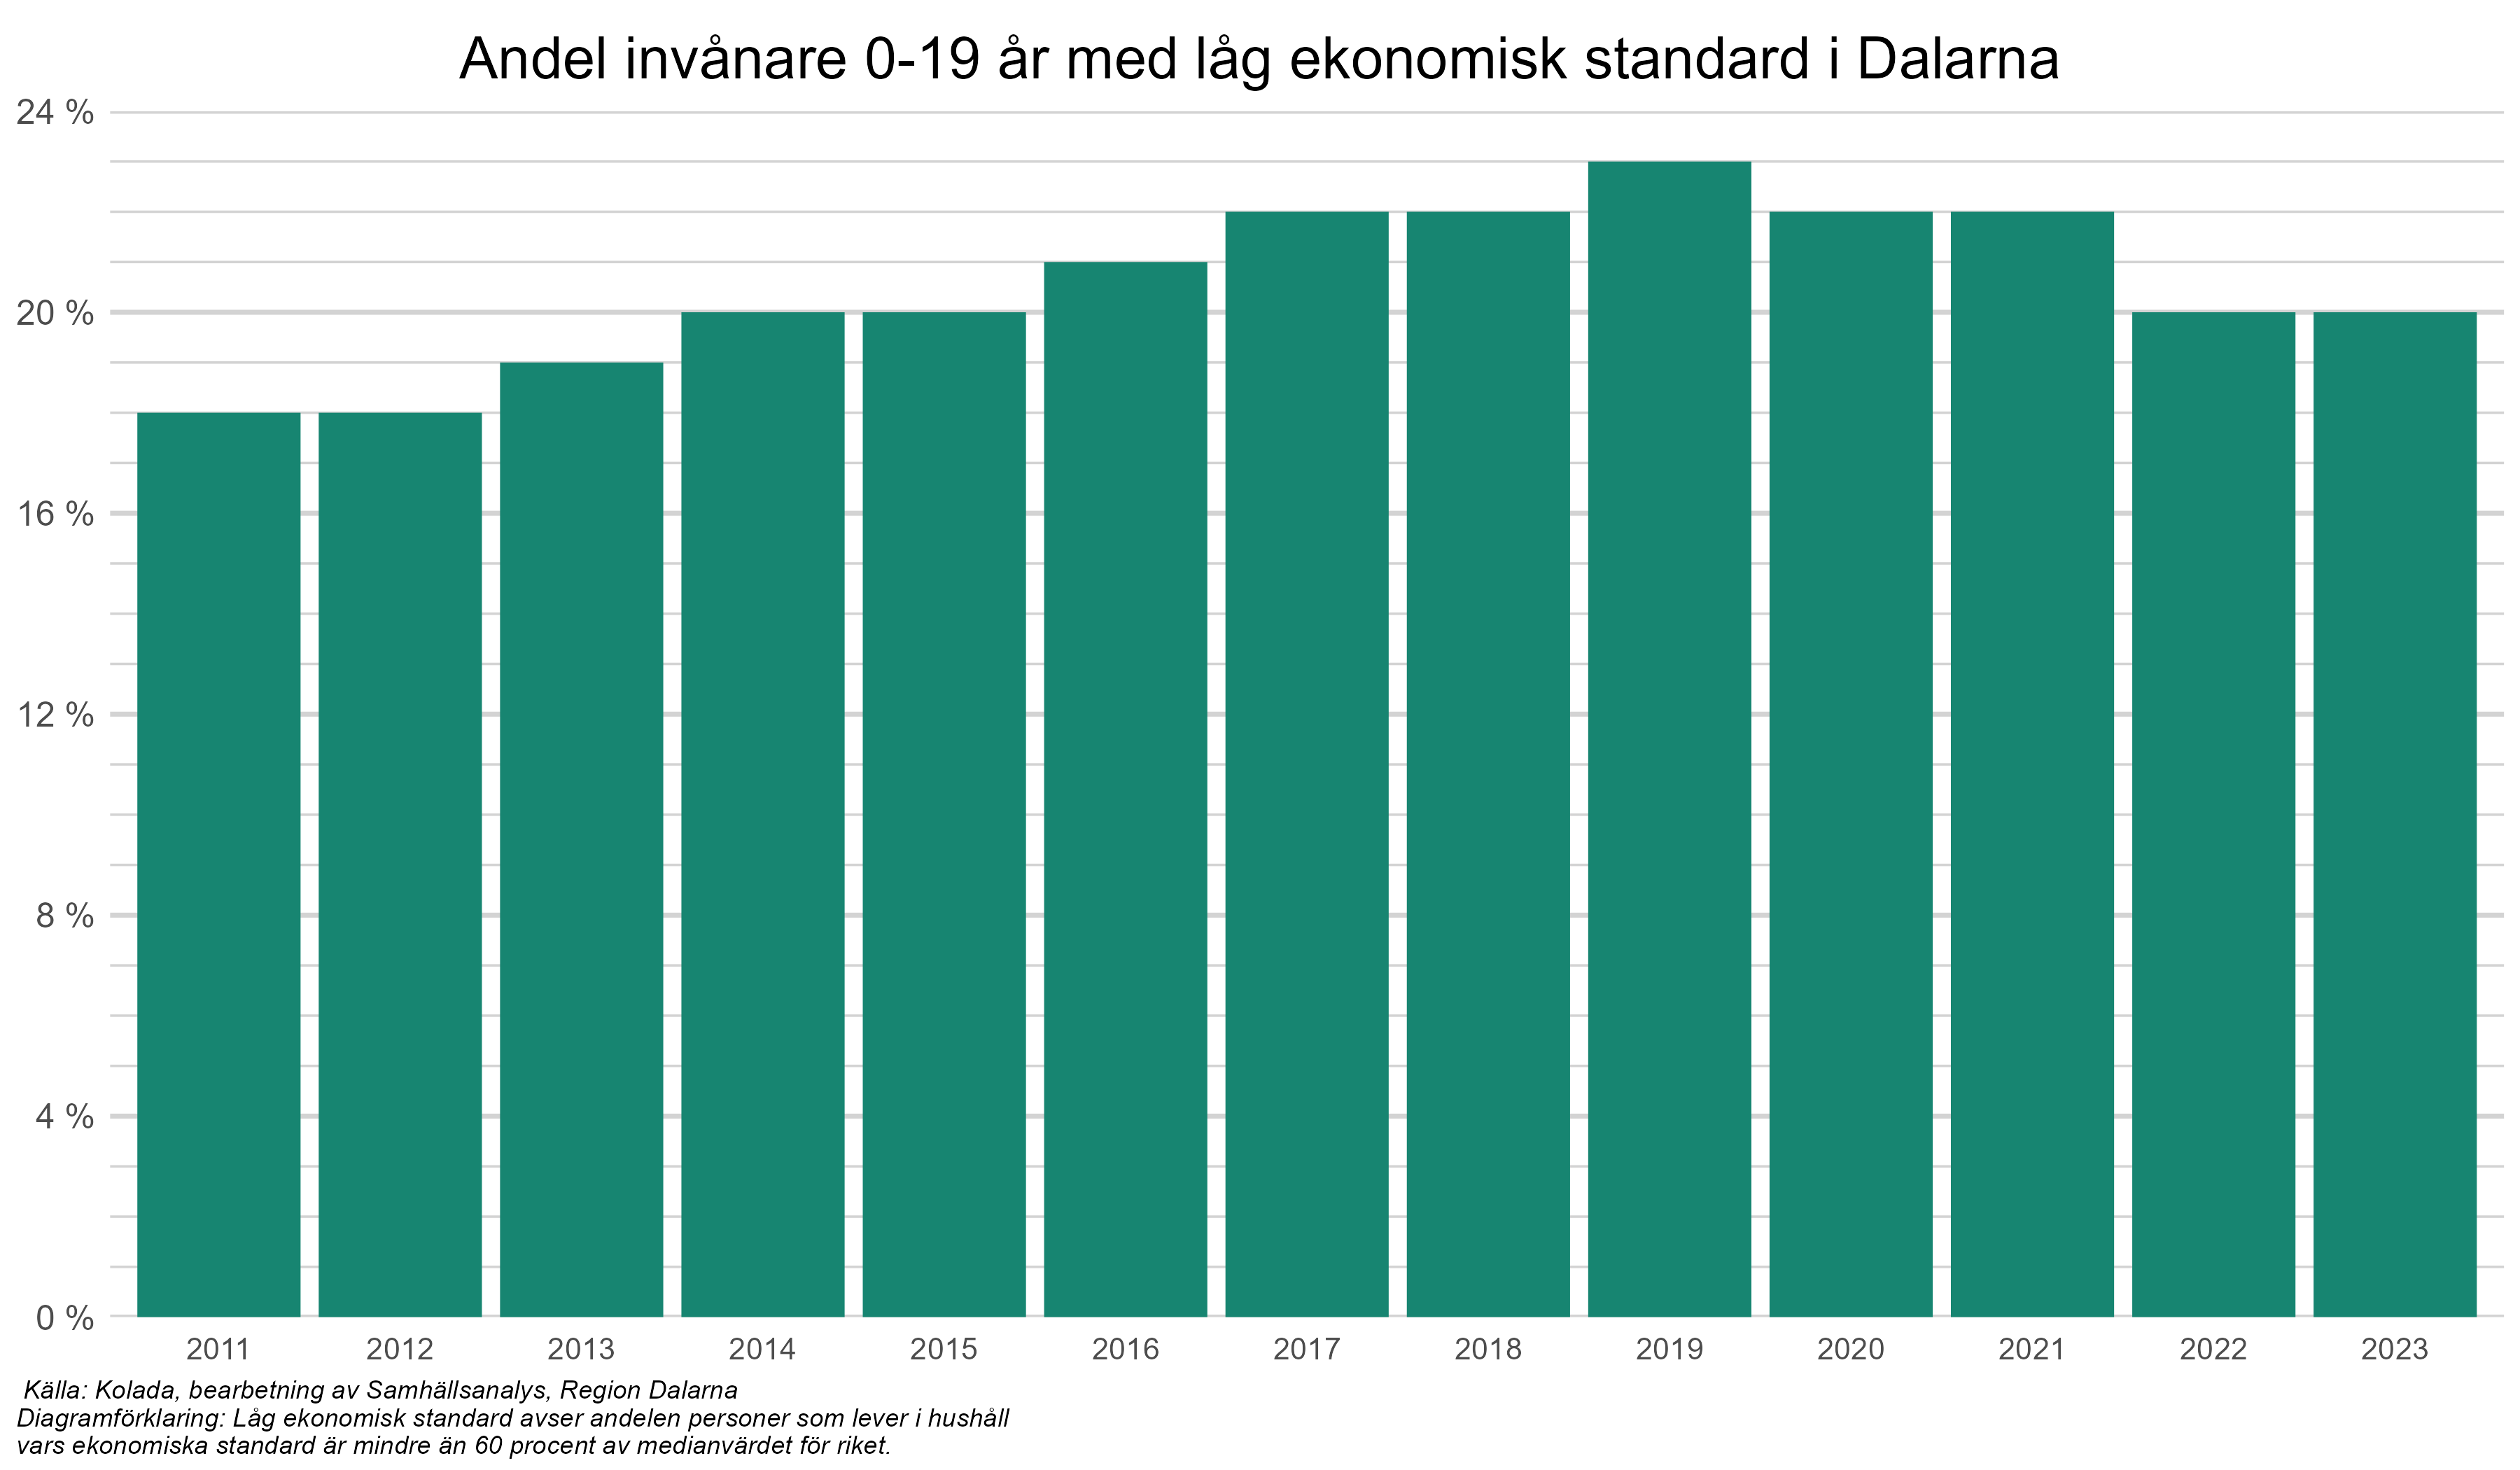 Andel invånare 0-19 år med låg ekonomisk standard i Dalarna
24 %
20 %
16 %
12 %
8 %
4 %
0 %
2011 2012 2013 2014 2015 2016 2017 2018 2019 2020 2021 2022 2023
Källa: Kolada, bearbetning av Samhällsanalys, Region Dalarna
Diagramförklaring: Låg ekonomisk standard avser andelen personer som lever i hushåll
vars ekonomiska standard är mindre än 60 procent av medianvärdet för riket.